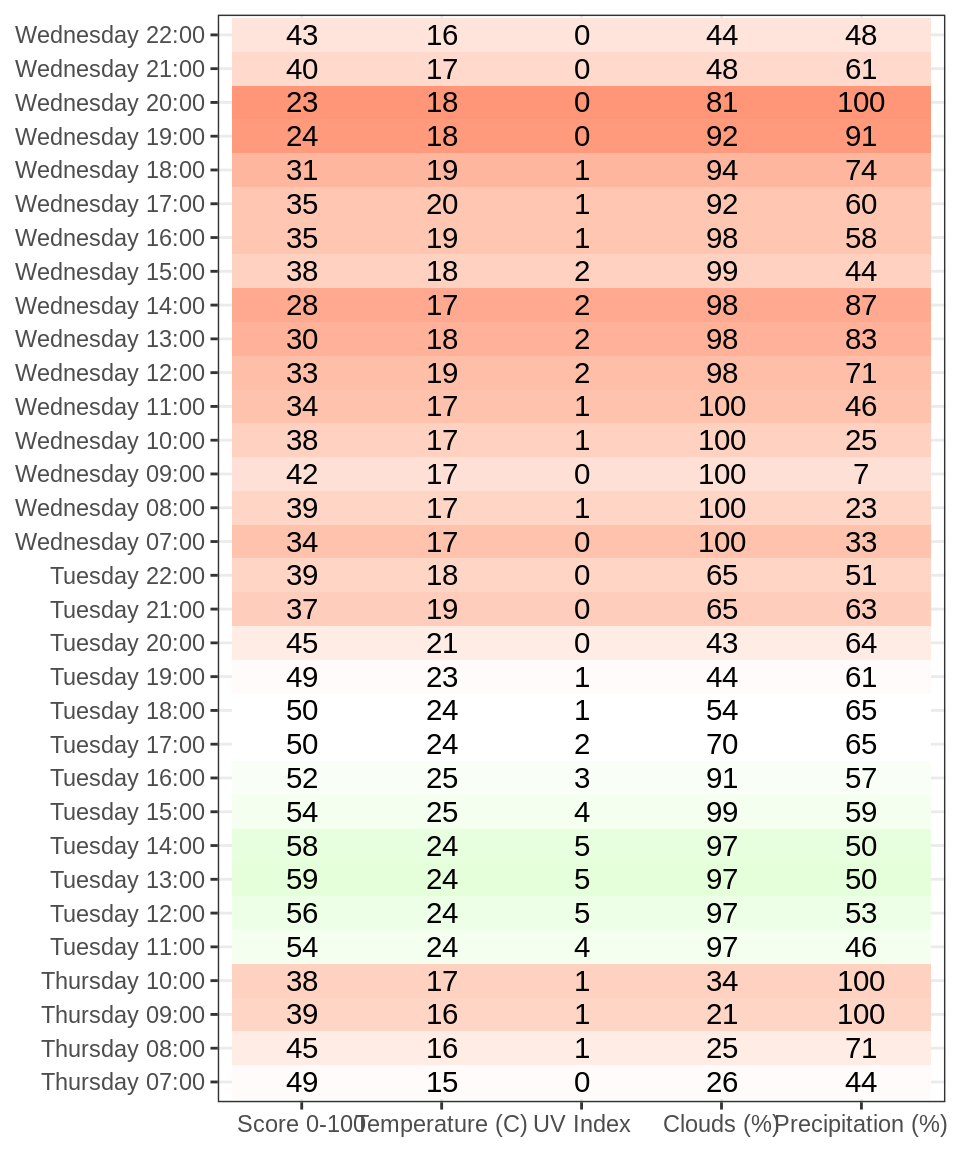 Wednesday 22:00 43 16 0 44 48
Wednesday 21:00 40 17 0 48 61
Wednesday 20:00 23 18 0 81 100
Wednesday 19:00 24 18 0 92 91
Wednesday 18:00 31 19 1 94 74
Wednesday 17:00 35 20 1 92 60
Wednesday 16:00 35 19 1 98 58
Wednesday 15:00 38 18 2 99 44
Wednesday 14:00 28 17 2 98 87
Wednesday 13:00 30 18 2 98 83
Wednesday 12:00 33 19 2 98 71
Wednesday 11:00 34 17 1 100 46
Wednesday 10:00 38 17 1 100 25
Wednesday 09:00 42 17 0 100 7
Wednesday 08:00 39 17 1 100 23
Wednesday 07:00 34 17 0 100 33
Tuesday 22:00 39 18 0 65 51
Tuesday 21:00 37 19 0 65 63
Tuesday 20:00 45 21 0 43 64
Tuesday 19:00 49 23 1 44 61
Tuesday 18:00 50 24 1 54 65
Tuesday 17:00 50 24 2 70 65
Tuesday 16:00 52 25 3 91 57
Tuesday 15:00 54 25 4 99 59
Tuesday 14:00 58 24 5 97 50
Tuesday 13:00 59 24 5 97 50
Tuesday 12:00 56 24 5 97 53
Tuesday 11:00 54 24 4 97 46
Thursday 10:00 38 17 1 34 100
Thursday 09:00 39 16 1 21 100
Thursday 08:00 45 16 1 25 71
Thursday 07:00 49 15 0 26 44
Score 0-100 Temperature (C) UV Index Clouds (%) Precipitation (%)